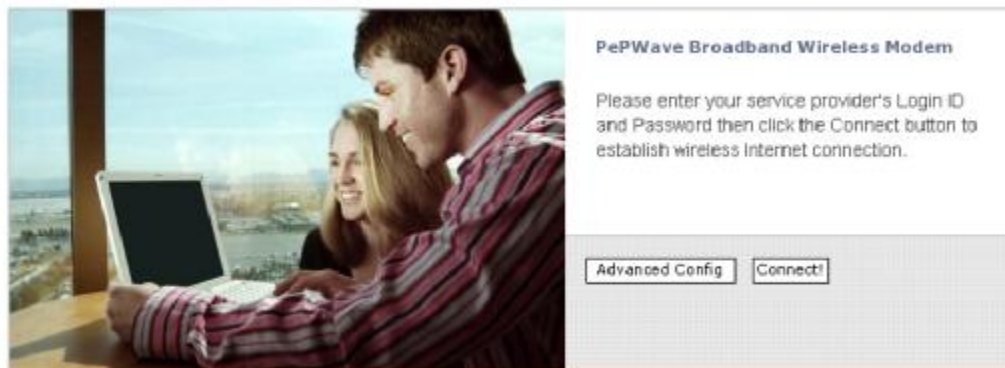 PePWave Broadband Wireless Modem
Please enter your service provider's Login ID
and Password then click the Connect button to
establish wireless Internet connection.
Advanced Config
Connect!